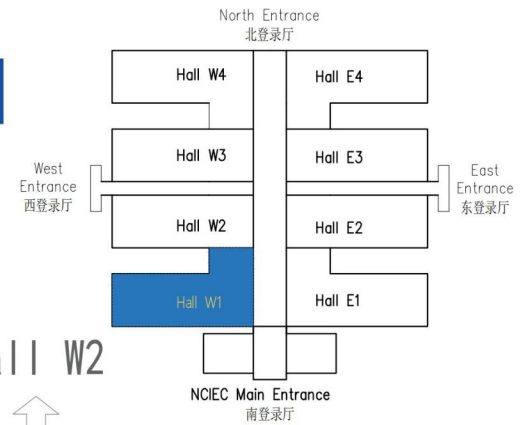 North Entrance
北登录厅
Hall W4
Hall E4
Hall W3
Hall E3
West
Entrance
西登录厅
East
Entrance
东登录厅
Hall W2
Hall E2
Hall W1
Hall E1
W2
NCIEC Main Entrance
南登录厅